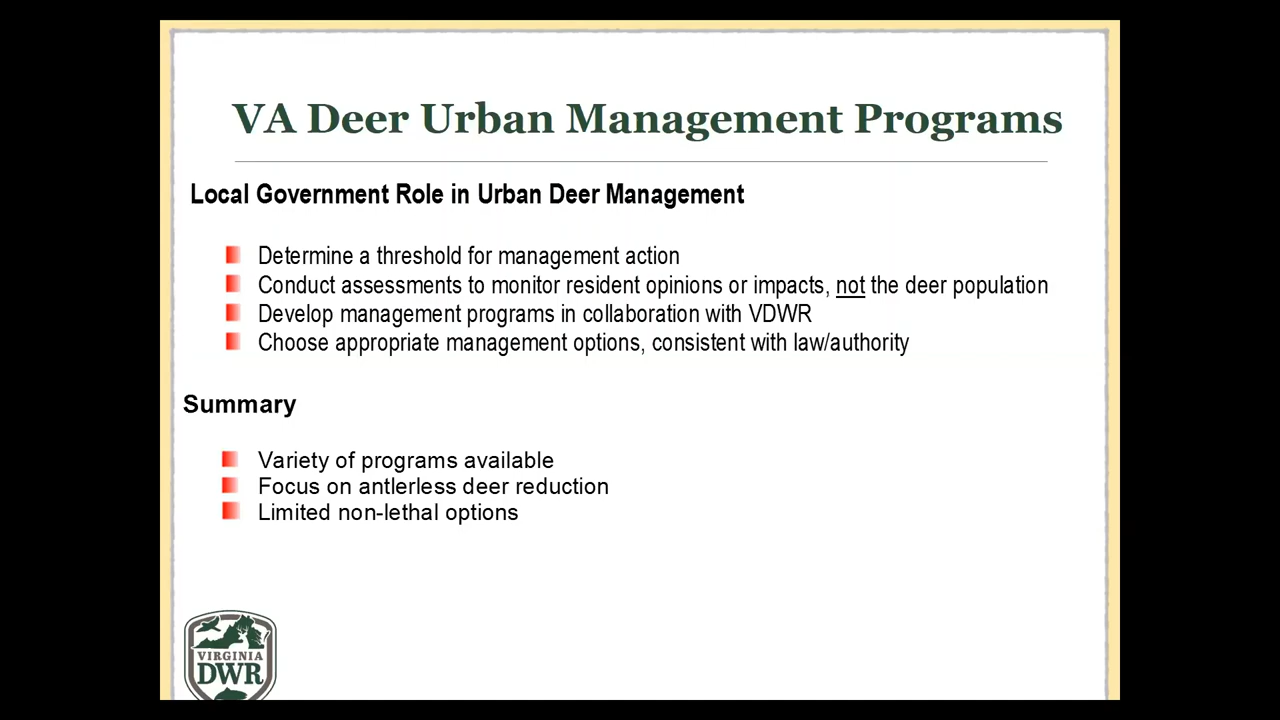 VA Deer Urban Management Programs
Local Government Role in Urban Deer Management
Determine a threshold for management action
Conduct assessments to monitor resident opinions or impacts, not the deer population
Develop management programs in collaboration with VDWR
Choose appropriate management options, consistent with law/authority
Summary
Variety of programs available
Focus on antlerless deer reduction
Limited non-lethal options
VIRGINIA
DWR